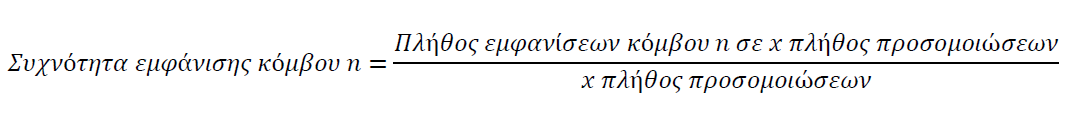 Συχνότητα εμφάνισης κόμβου n = Πλήθος εμφανίσεων κόμβου n σε x πλήθος προσομοιώσεων
x πλήθος προσομοιώσεων